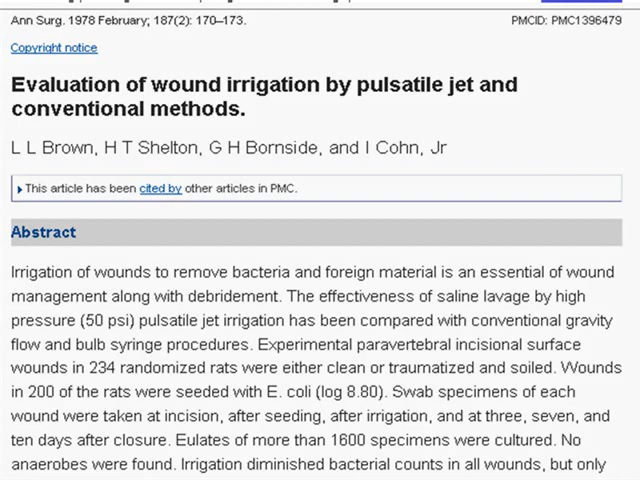 Ann Surg. 1978 February; 187(2): 170–173.
PMCID: PMC1396479
Copyright notice
Evaluation of wound irrigation by pulsatile jet and
conventional methods.
L L Brown, H T Shelton, G H Bornside, and I Cohn, Jr
This article has been cited by other articles in PMC.
Abstract
Irrigation of wounds to remove bacteria and foreign material is an essential of wound
management along with debridement. The effectiveness of saline lavage by high
pressure (50 psi) pulsatile jet irrigation has been compared with conventional gravity
flow and bulb syringe procedures. Experimental paravertebral incisional surface
wounds in 234 randomized rats were either clean or traumatized and soiled. Wounds
in 200 of the rats were seeded with E. coli (log 8.80). Swab specimens of each
wound were taken at incision, after seeding, after irrigation, and at three, seven, and
ten days after closure. Eulates of more than 1600 specimens were cultured. No
anaerobes were found. Irrigation diminished bacterial counts in all wounds, but only